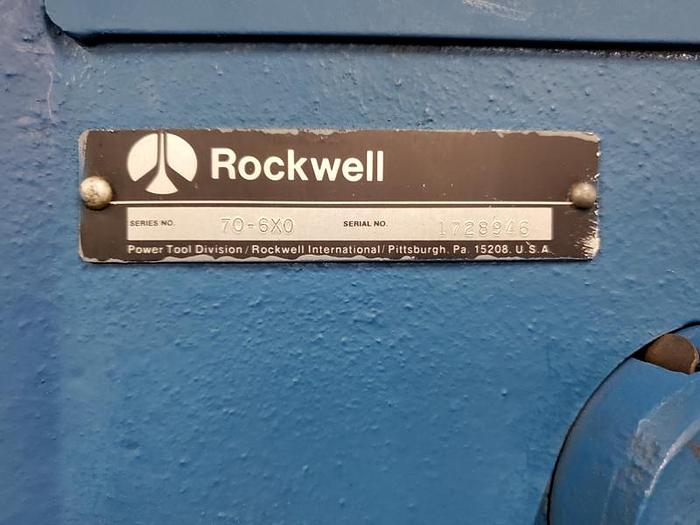 Rockwell
SERIES NO. 70-6X0 SERIAL NO. 1728946
Power Tool Division / Rockwell International / Pittsburgh, Pa. 15208, U.S.A.